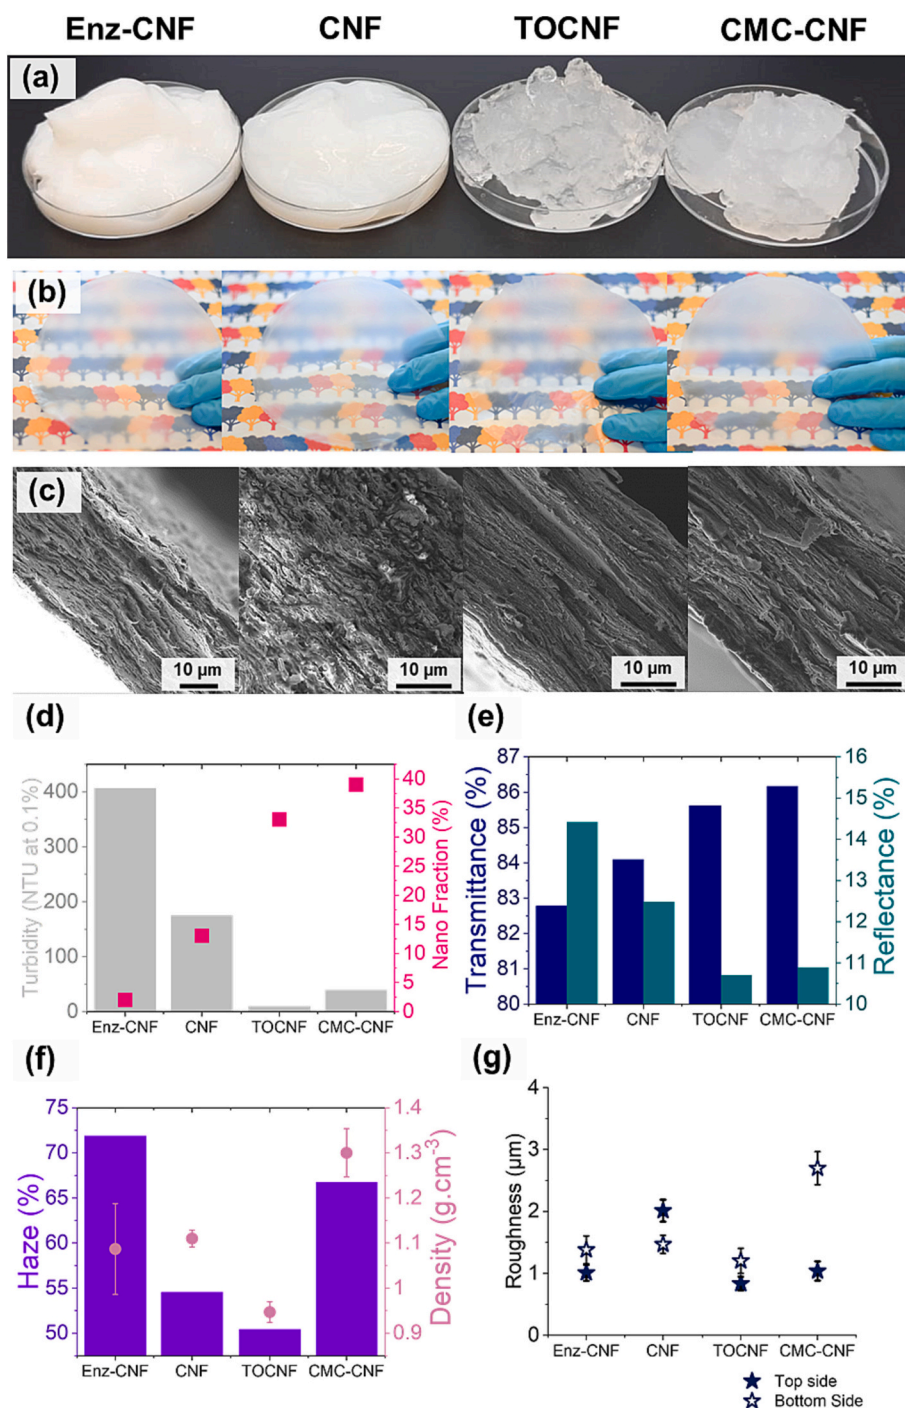 Enz-CNF CNF TOCNF CMC-CNF
(a)
(b)
(c)
10 µm 10 µm 10 µm 10 µm
(d)
Turbidity (NTU at 0.1%)
400
300
200
100
0
40
35
30
25
20
15
10
5
0
Nano Fraction (%)
Enz-CNF CNF TOCNF CMC-CNF
(e)
Transmittance (%)
87
86
85
84
83
82
81
80
16
15
14
13
12
11
10
Reflectance (%)
Enz-CNF CNF TOCNF CMC-CNF
(f)
Haze (%)
75
70
65
60
55
50
1.4
1.3
1.2
1.1
1
0.9
Density (g.cm-3)
Enz-CNF CNF TOCNF CMC-CNF
(g)
Roughness (µm)
4
3
2
1
0
Enz-CNF CNF TOCNF CMC-CNF
Top side
Bottom Side